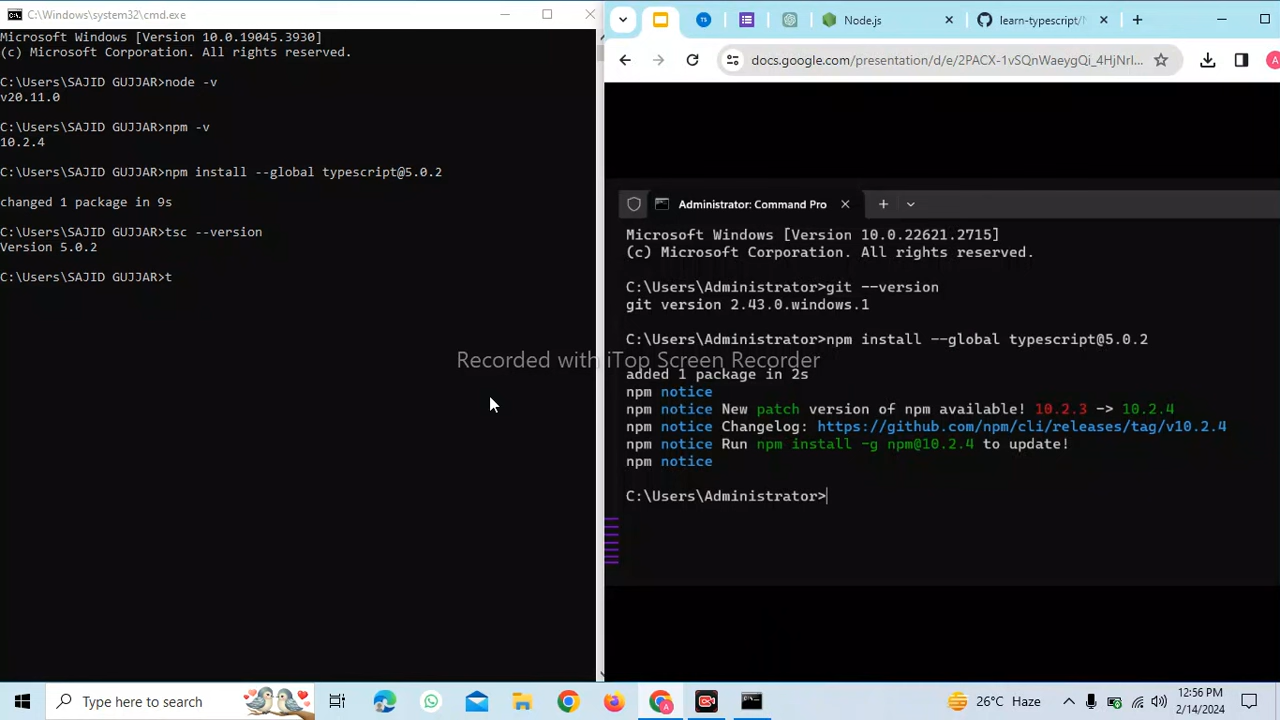 C:\Windows\system32\cmd.exe
Microsoft Windows [Version 10.0.19045.3930]
(c) Microsoft Corporation. All rights reserved.
C:\Users\SAJID GUJJAR>node -v
v20.11.0
C:\Users\SAJID GUJJAR>npm -v
10.2.4
C:\Users\SAJID GUJJAR>npm install --global typescript@5.0.2
changed 1 package in 9s
C:\Users\SAJID GUJJAR>tsc --version
Version 5.0.2
C:\Users\SAJID GUJJAR>t
TS
Node.js
learn-typescript/
docs.google.com/presentation/d/e/2PACX-1vSQnWaeygQi_4HjNrl...
A
Administrator: Command Pro
Microsoft Windows [Version 10.0.22621.2715]
(c) Microsoft Corporation. All rights reserved.
C:\Users\Administrator>git --version
git version 2.43.0.windows.1
C:\Users\Administrator>npm install --global typescript@5.0.2
added 1 package in 2s
npm notice
npm notice New patch version of npm available! 10.2.3 -> 10.2.4
npm notice Changelog: https://github.com/npm/cli/releases/tag/v10.2.4
npm notice Run npm install -g npm@10.2.4 to update!
npm notice
C:\Users\Administrator>
Recorded with iTop Screen Recorder
Type here to search
A
26°C Haze
12:56 PM
2/14/2024